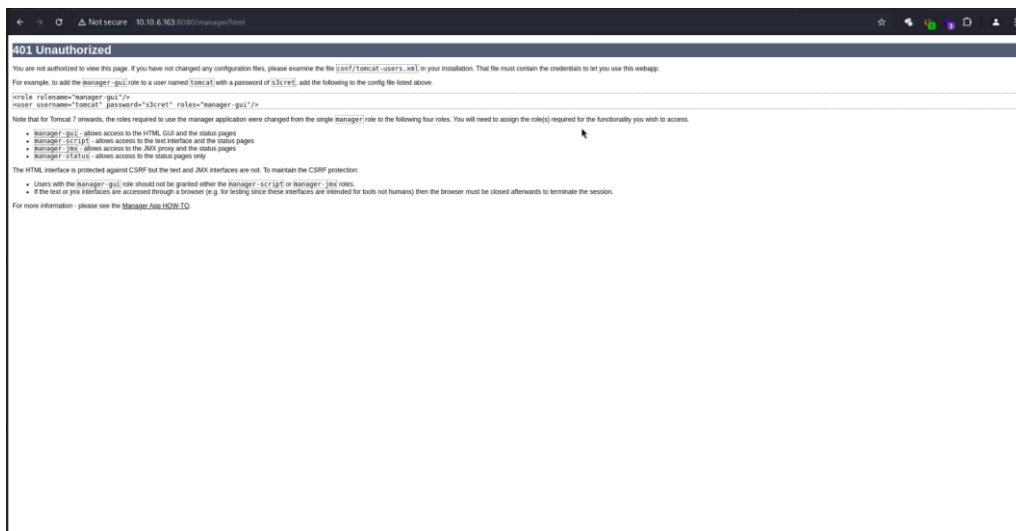 Not secure 10.10.6.163:8080/manager/html
401 Unauthorized
You are not authorized to view this page. If you have not changed any configuration files, please examine the file conf/tomcat-users.xml in your installation. That file must contain the credentials to let you use this webapp.
For example, to add the manager-gui role to a user named tomcat with a password of s3cret, add the following to the config file listed above.
<role rolename="manager-gui"/>
<user username="tomcat" password="s3cret" roles="manager-gui"/>
Note that for Tomcat 7 onwards, the roles required to use the manager application were changed from the single manager role to the following four roles. You will need to assign the role(s) required for the functionality you wish to access.
manager-gui - allows access to the HTML GUI and the status pages
manager-script - allows access to the text interface and the status pages
manager-jmx - allows access to the JMX proxy and the status pages
manager-status - allows access to the status pages only
The HTML interface is protected against CSRF but the text and JMX interfaces are not. To maintain the CSRF protection:
Users with the manager-gui role should not be granted either the manager-script or manager-jmx roles.
If the text or jmx interfaces are accessed through a browser (e.g. for testing since these interfaces are intended for tools not humans) then the browser must be closed afterwards to terminate the session.
For more information - please see the Manager App HOW-TO.